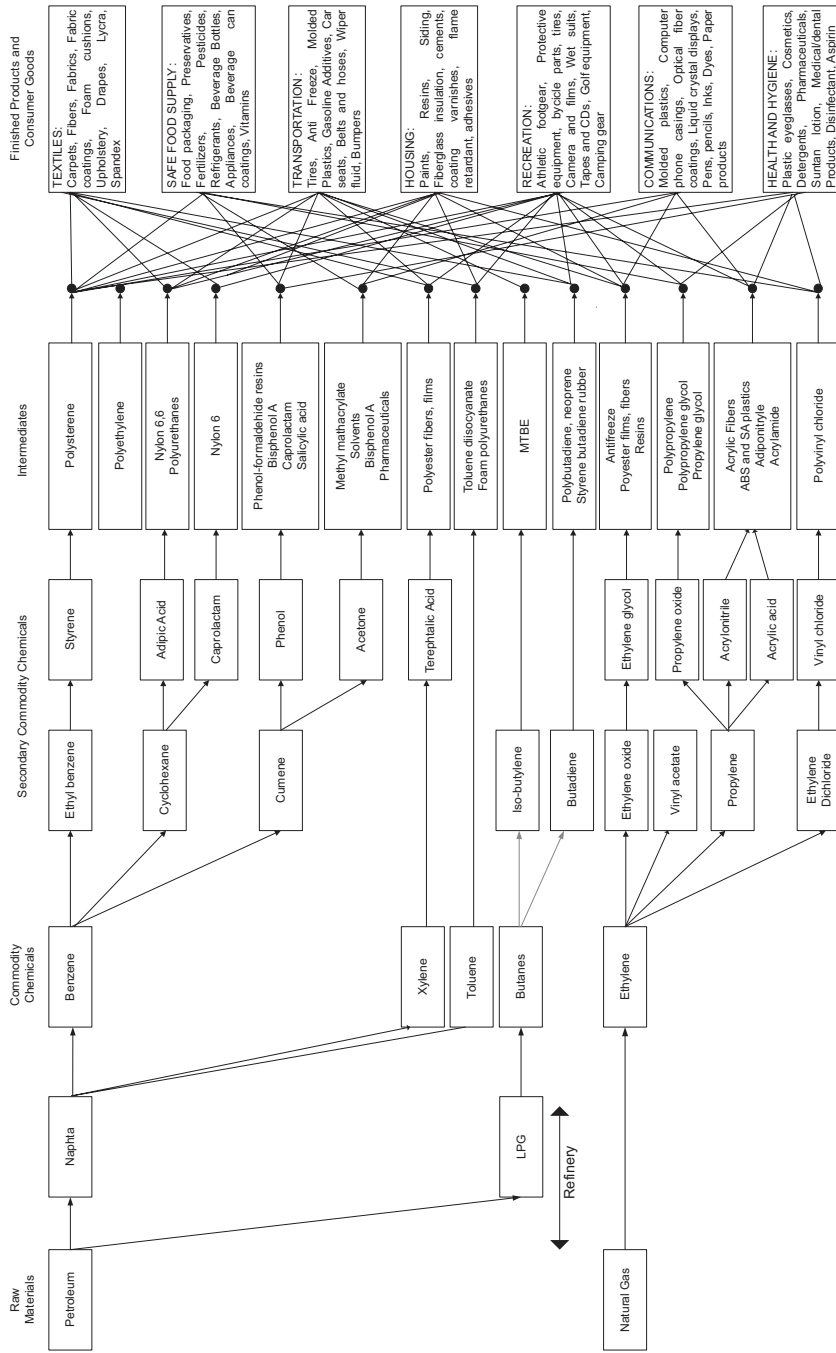 Raw
Materials
Commodity
Chemicals
Secondary Commodity Chemicals
Intermediates
Finished Products and
Consumer Goods
Petroleum
Natural Gas
Naphta
LPG
Refinery
Benzene
Xylene
Toluene
Butanes
Ethylene
Ethyl benzene
Cyclohexane
Cumene
Iso-butylene
Butadiene
Ethylene oxide
Vinyl acetate
Propylene
Ethylene
Dichloride
Styrene
Adipic Acid
Caprolactam
Phenol
Acetone
Terephtalic Acid
Ethylene glycol
Propylene oxide
Acrylonitrile
Acrylic acid
Vinyl chloride
Polysterene
Polyethylene
Nylon 6,6
Polyurethanes
Nylon 6
Phenol-formaldehide resins
Bisphenol A
Caprolactam
Salicylic acid
Methyl mathacrylate
Solvents
Bisphenol A
Pharmaceuticals
Polyester fibers, films
Toluene diisocyanate
Foam polyurethanes
MTBE
Polybutadiene, neoprene
Styrene butadiene rubber
Antifreeze
Poyester films, fibers
Resins
Polypropylene
Polypropylene glycol
Propylene glycol
Acrylic Fibers
ABS and SA plastics
Adiponitryle
Acrylamide
Polyvinyl chloride
TEXTILES:
Carpets, Fibers, Fabrics, Fabric
coatings, Foam cushions,
Upholstery, Drapes, Lycra,
Spandex
SAFE FOOD SUPPLY:
Food packaging, Preservatives,
Fertilizers, Pesticides,
Refrigerants, Beverage Bottles,
Appliances, Beverage can
coatings, Vitamins
TRANSPORTATION:
Tires, Anti Freeze, Molded
Plastics, Gasoline Additives, Car
seats, Belts and hoses, Wiper
fluid, Bumpers
HOUSING:
Paints, Resins, Siding,
Fiberglass insulation, cements,
coating varnishes, flame
retardant, adhesives
RECREATION:
Athletic footgear, Protective
equipment, bycicle parts, tires,
Camera and films, Wet suits,
Tapes and CDs, Golf equipment,
Camping gear
COMMUNICATIONS:
Molded plastics, Computer
phone casings, Optical fiber
coatings, Liquid crystal displays,
Pens, pencils, Inks, Dyes, Paper
products
HEALTH AND HYGIENE:
Plastic eyeglasses, Cosmetics,
Detergents, Pharmaceuticals,
Suntan lotion, Medical/dental
Products, Disinfectant, Aspirin